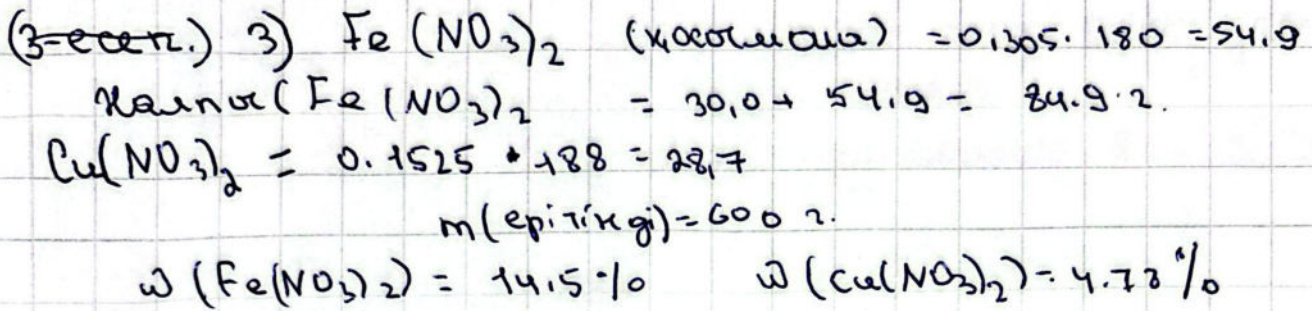 (3-есеп.) 3) Fe(NO₃)₂ (қосылма) = 0.305 · 180 = 54.9
Жалпы (Fe(NO₃)₂ = 30,0 + 54.9 = 84.9 г.
Cu(NO₃)₂ = 0.1525 * 188 = 28,7
m(ерітінді) = 600 г.
ω(Fe(NO₃)₂) = 14.5% ω(Cu(NO₃)₂) = 4.78%